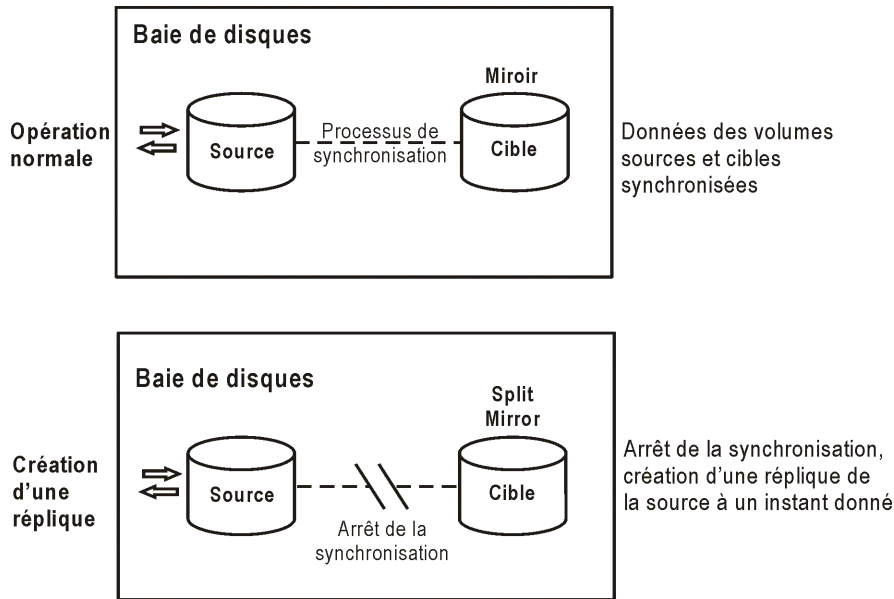 Baie de disques
Miroir
Opération
normale
Source
Processus de
synchronisation
Cible
Données des volumes
sources et cibles
synchronisées
Baie de disques
Split
Mirror
Création
d'une
réplique
Source
Arrêt de la
synchronisation
Cible
Arrêt de la synchronisation,
création d'une réplique de
la source à un instant donné